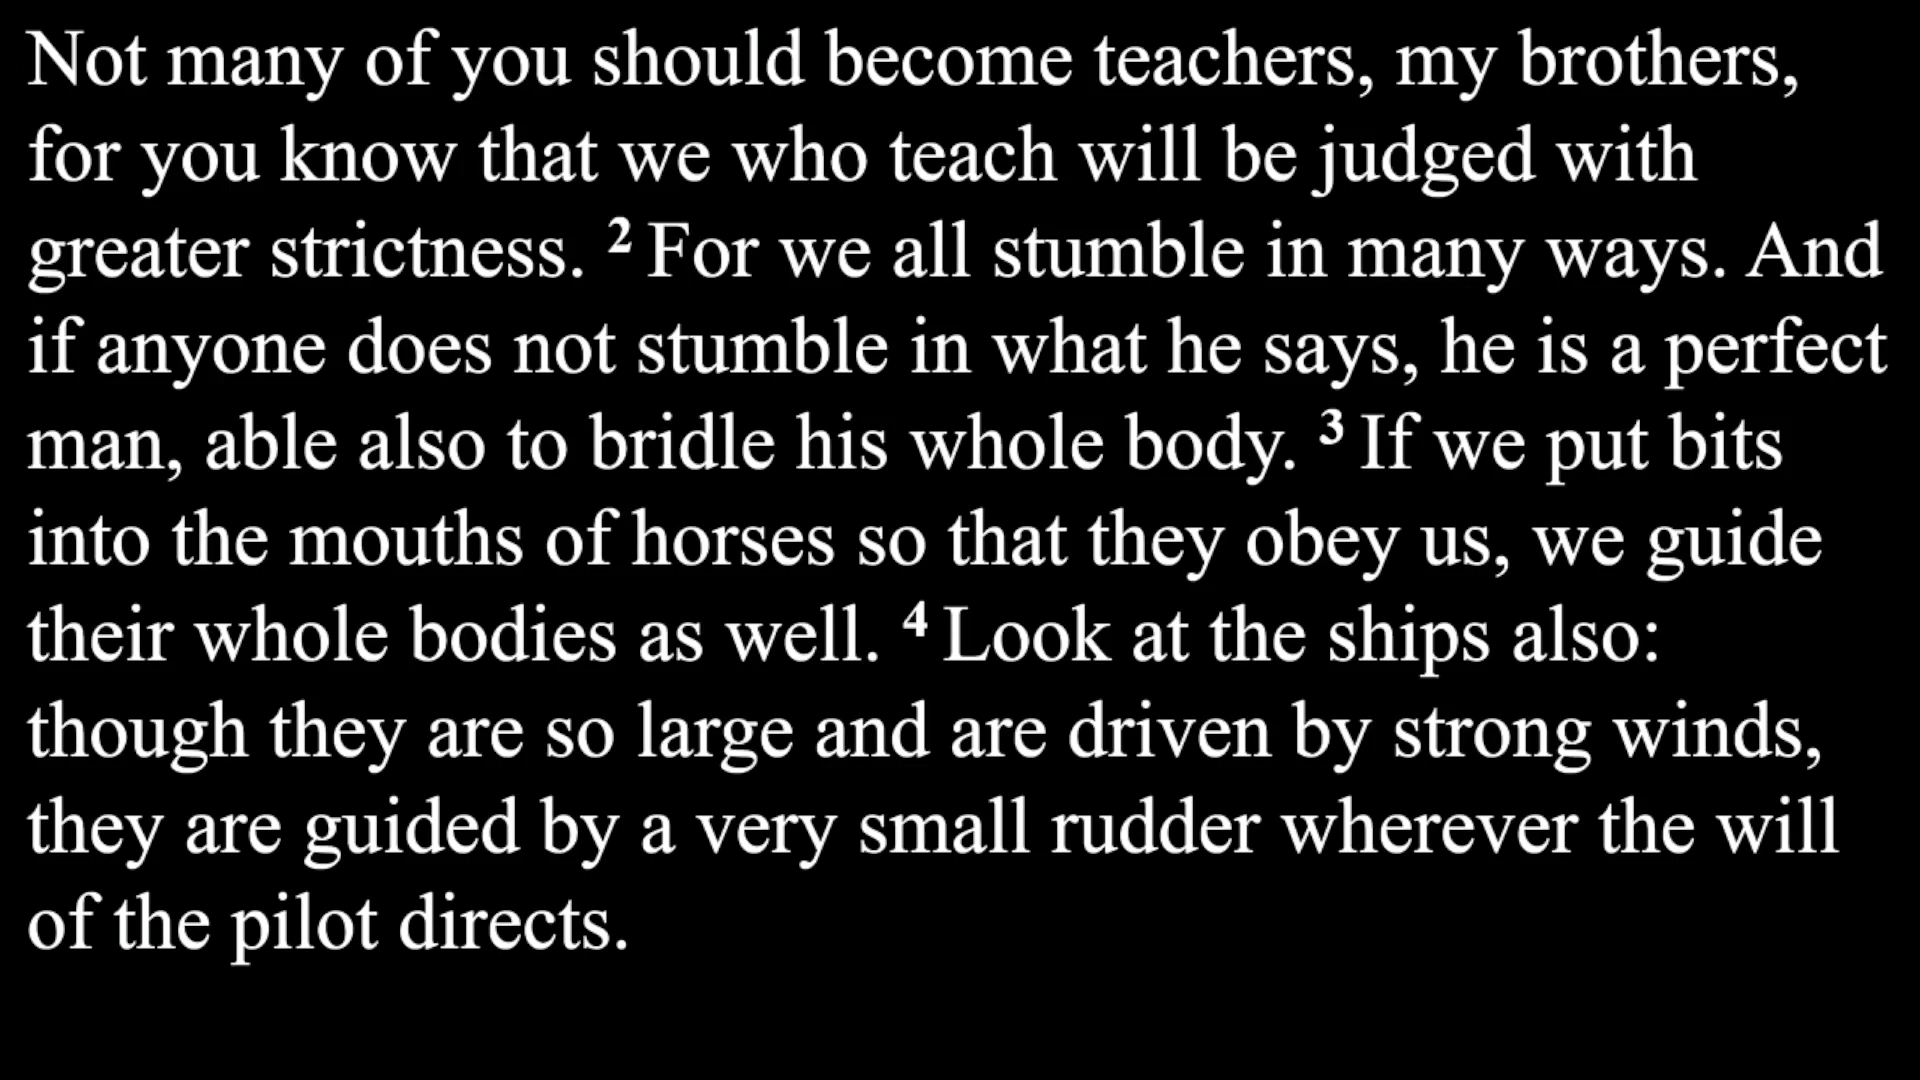 Not many of you should become teachers, my brothers,
for you know that we who teach will be judged with
greater strictness. 2 For we all stumble in many ways. And
if anyone does not stumble in what he says, he is a perfect
man, able also to bridle his whole body. 3 If we put bits
into the mouths of horses so that they obey us, we guide
their whole bodies as well. 4 Look at the ships also:
though they are so large and are driven by strong winds,
they are guided by a very small rudder wherever the will
of the pilot directs.